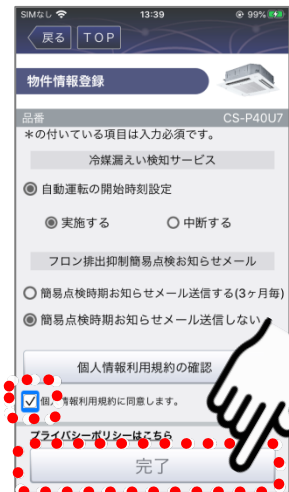 SIMなし 13:39 99%
戻る TOP
物件情報登録
品番 CS-P40U7
*の付いている項目は入力必須です。
冷媒漏えい検知サービス
自動運転の開始時刻設定
実施する 中断する
フロン排出抑制簡易点検お知らせメール
簡易点検時期お知らせメール送信する(3ヶ月毎)
簡易点検時期お知らせメール送信しない
個人情報利用規約の確認
個人情報利用規約に同意します。
プライバシーポリシーはこちら
完了